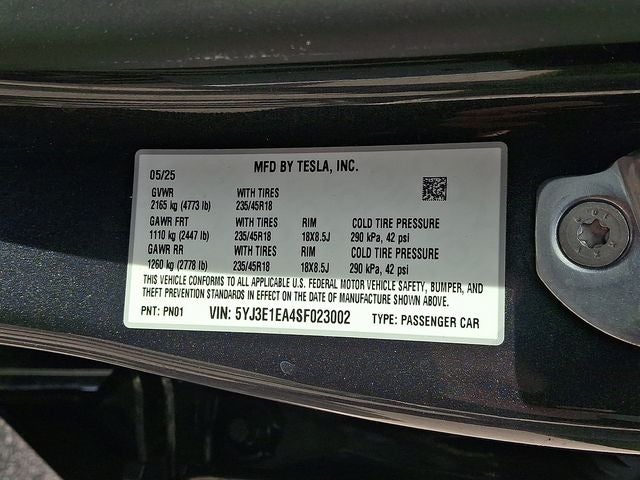 MFD BY TESLA, INC.
05/25
GVWR WITH TIRES
2165 kg (4773 lb) 235/45R18
GAWR FRT WITH TIRES RIM COLD TIRE PRESSURE
1110 kg (2447 lb) 235/45R18 18X8.5J 290 kPa, 42 psi
GAWR RR WITH TIRES RIM COLD TIRE PRESSURE
1260 kg (2778 lb) 235/45R18 18X8.5J 290 kPa, 42 psi
THIS VEHICLE CONFORMS TO ALL APPLICABLE U.S. FEDERAL MOTOR VEHICLE SAFETY, BUMPER, AND
THEFT PREVENTION STANDARDS IN EFFECT ON THE DATE OF MANUFACTURE SHOWN ABOVE.
PNT: PN01 VIN: 5YJ3E1EA4SF023002 TYPE: PASSENGER CAR